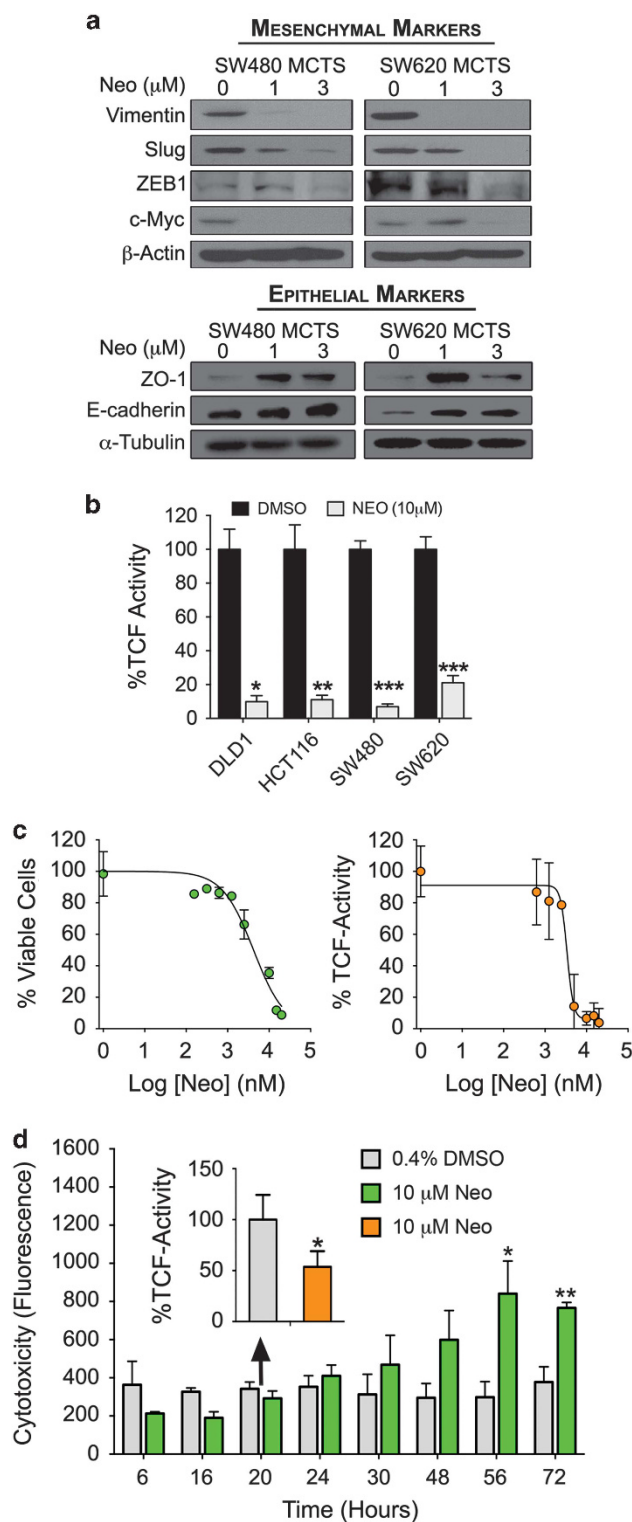 a
MESENCHYMAL MARKERS
SW480 MCTS SW620 MCTS
Neo (μM) 0 1 3 0 1 3
Vimentin
Slug
ZEB1
c-Myc
β-Actin
EPITHELIAL MARKERS
SW480 MCTS SW620 MCTS
Neo (μM) 0 1 3 0 1 3
ZO-1
E-cadherin
α-Tubulin
b
DMSO NEO (10μM)
%TCF Activity
120
100
80
60
40
20
0
* ** *** ***
DLD1 HCT116 SW480 SW620
c
% Viable Cells
120
100
80
60
40
20
0
0 1 2 3 4 5
Log [Neo] (nM)
% TCF-Activity
120
100
80
60
40
20
0
0 1 2 3 4 5
Log [Neo] (nM)
d
Cytotoxicity (Fluorescence)
1600
1400
1200
1000
800
600
400
200
0
%TCF-Activity
150
100
50
0
*
0.4% DMSO
10 μM Neo
10 μM Neo
* **
6 16 20 24 30 48 56 72
Time (Hours)